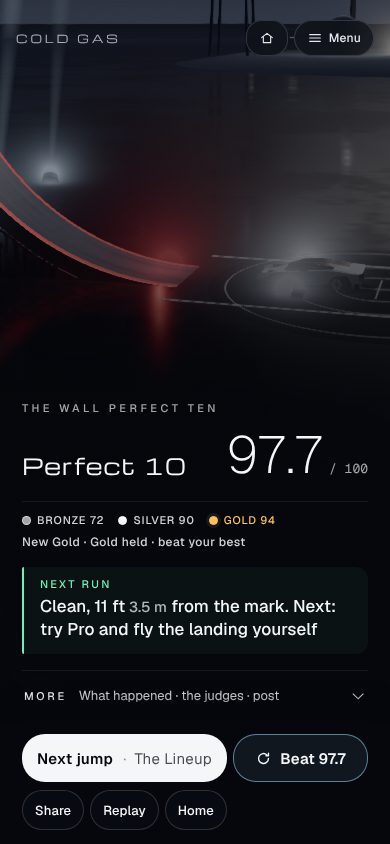 COLD GAS
Menu
THE WALL PERFECT TEN
Perfect 10 97.7 / 100
BRONZE 72 SILVER 90 GOLD 94
New Gold · Gold held · beat your best
NEXT RUN
Clean, 11 ft 3.5 m from the mark. Next:
try Pro and fly the landing yourself
MORE What happened · the judges · post
Next jump · The Lineup Beat 97.7
Share Replay Home